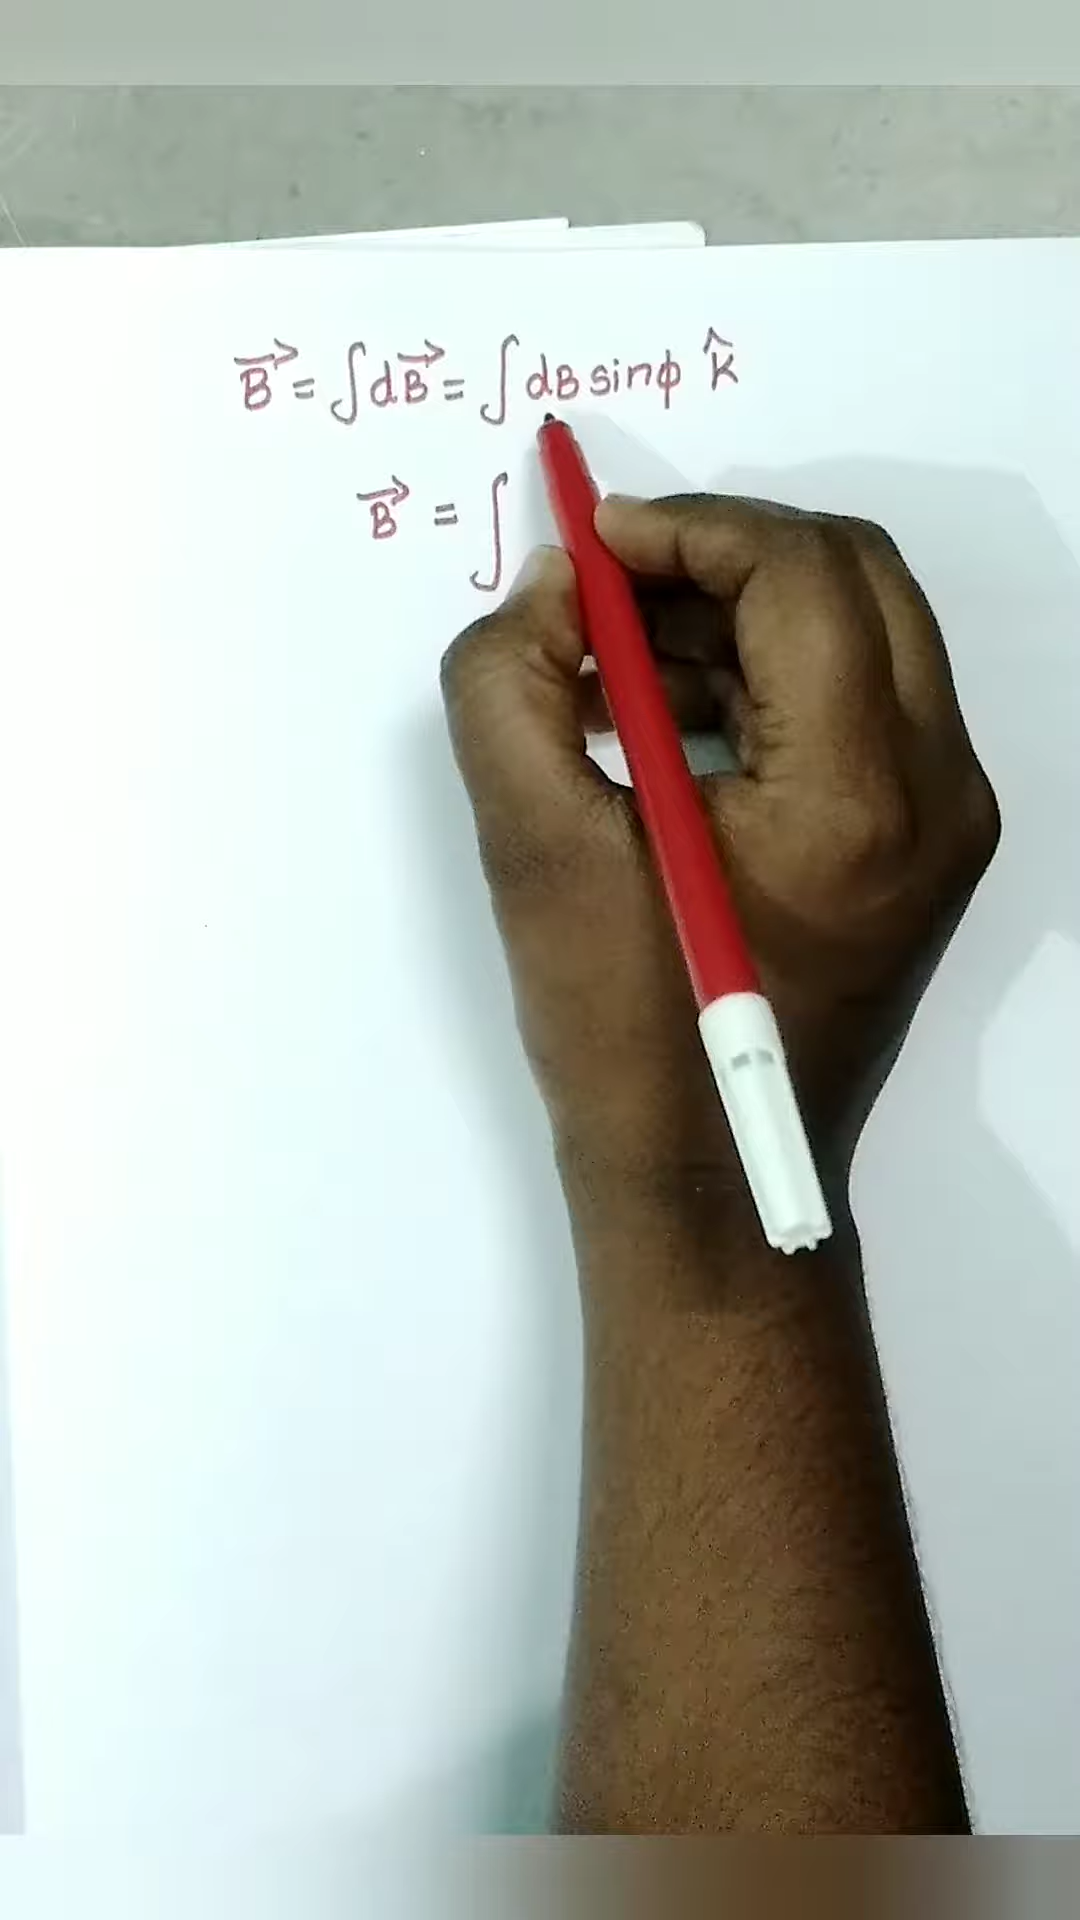 B⃗ = ∫dB⃗ = ∫dB sinϕ k̂
B⃗ = ∫